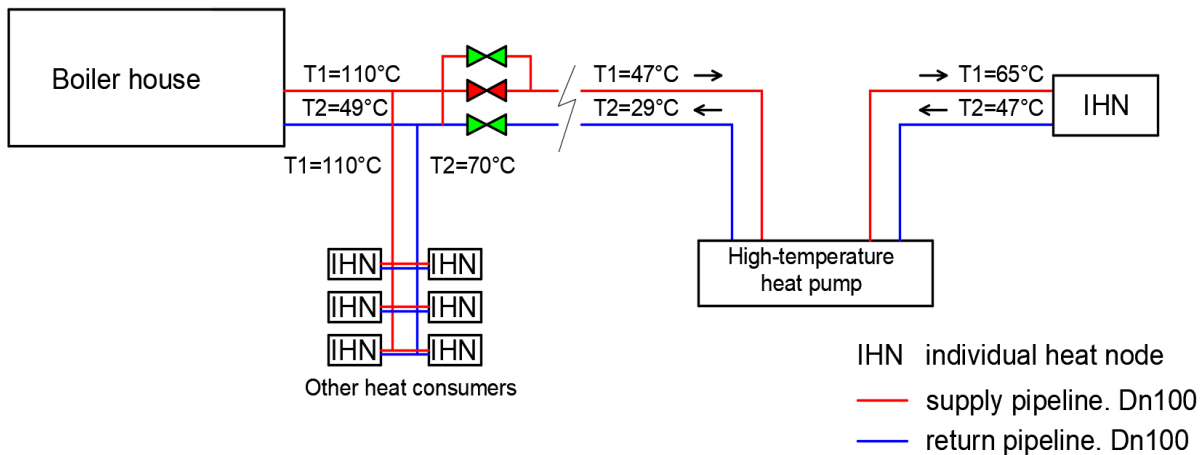 Boiler house
T1=110°C
T2=49°C
T1=110°C
T2=70°C
T1=47°C
T2=29°C
T1=65°C
T2=47°C
IHN
High-temperature
heat pump
IHN
IHN
IHN
IHN
IHN
IHN
Other heat consumers
IHN individual heat node
supply pipeline. Dn100
return pipeline. Dn100